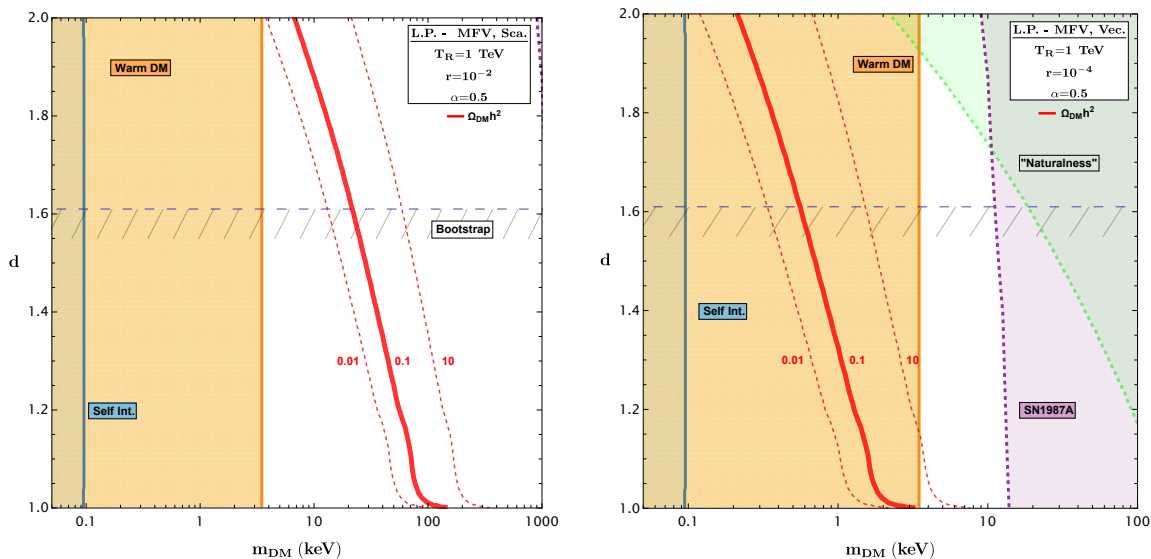 2.0
1.8
1.6
d
1.4
1.2
1.0
Warm DM
L.P. - MFV, Sca.
T_R=1 TeV
r=10^-2
α=0.5
Ω_DM h^2
Bootstrap
0.01
0.1
10
Self Int.
0.1
1
10
100
1000
m_DM (keV)
2.0
1.8
1.6
d
1.4
1.2
1.0
Warm DM
L.P. - MFV, Vec.
T_R=1 TeV
r=10^-4
α=0.5
Ω_DM h^2
"Naturalness"
Bootstrap
Self Int.
0.01
0.1
10
SN1987A
0.1
1
10
100
m_DM (keV)